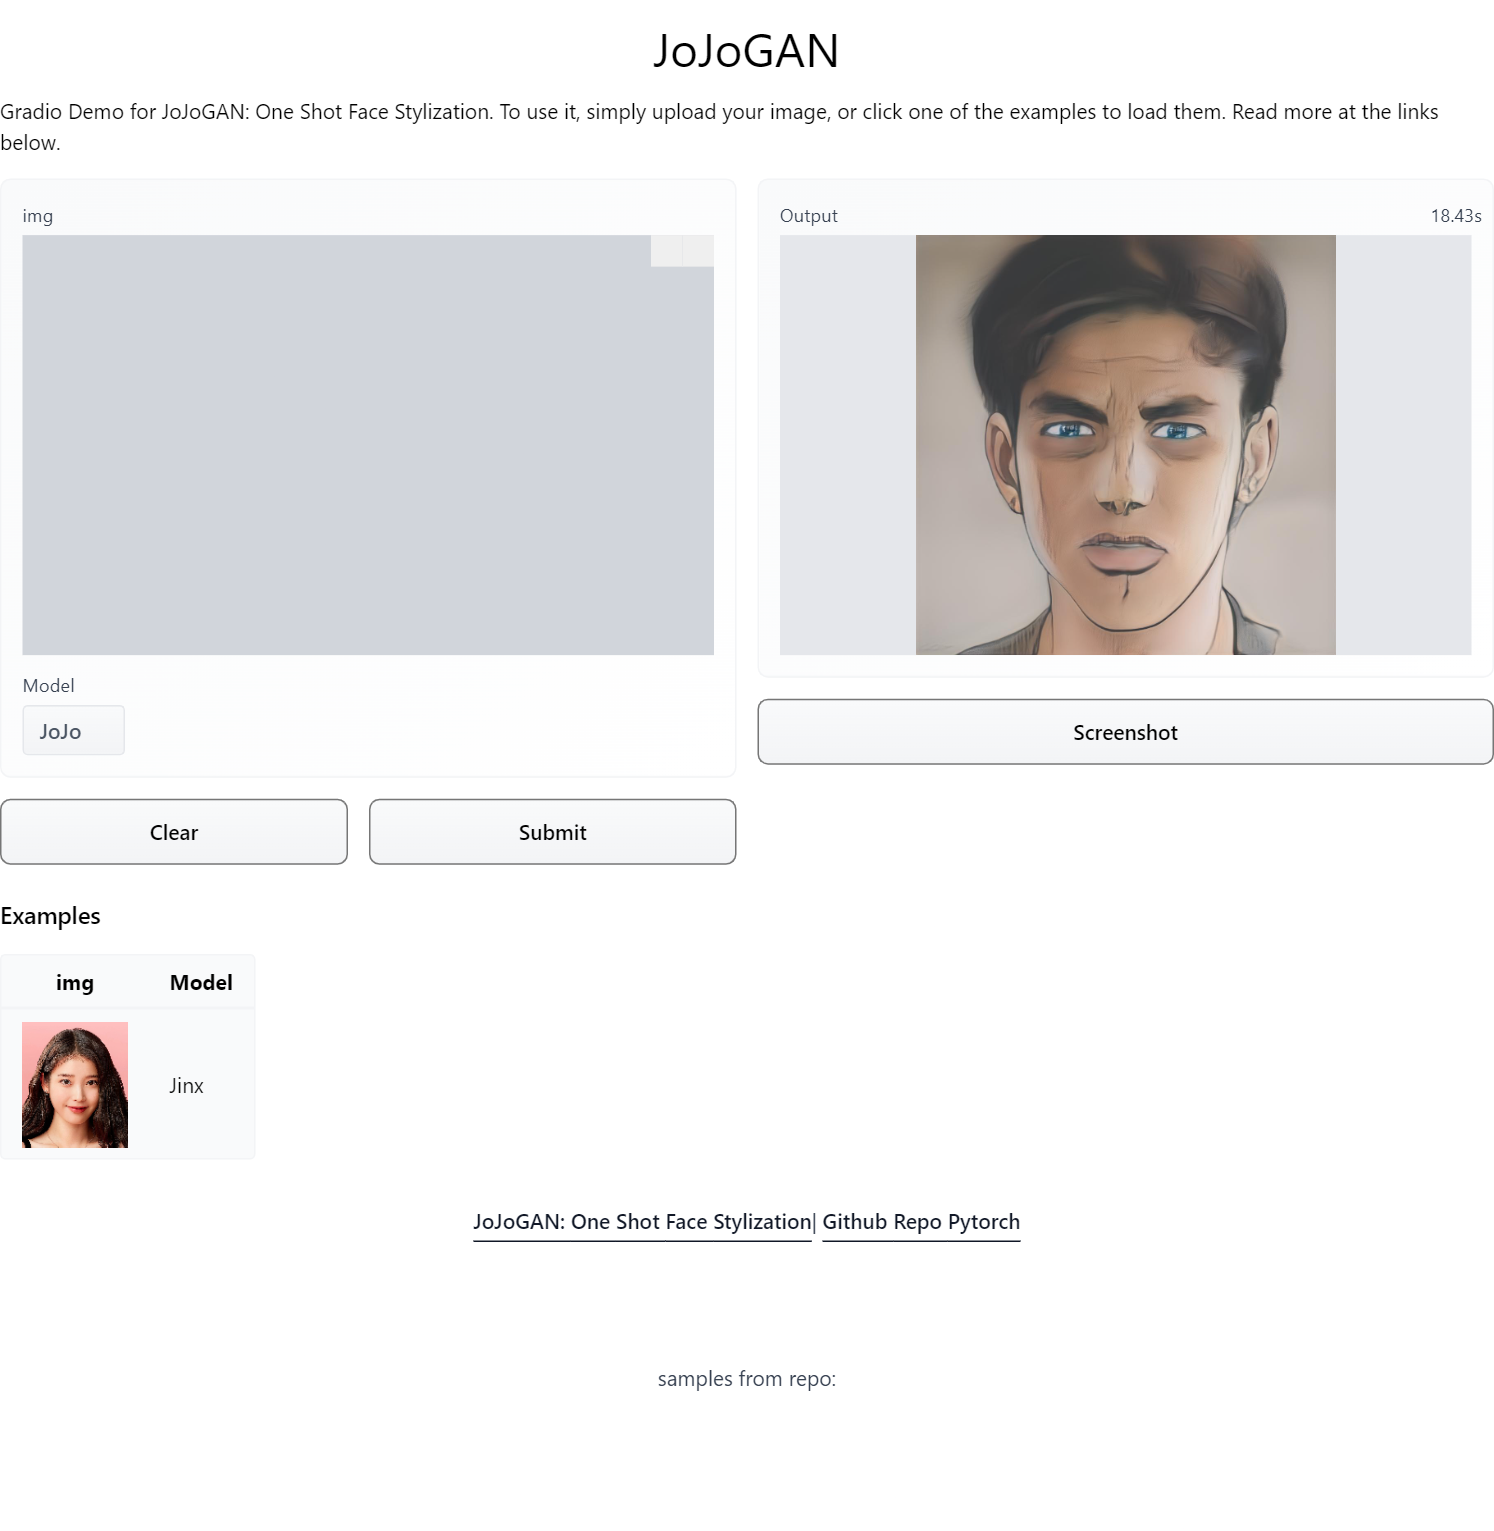 JoJoGAN
Gradio Demo for JoJoGAN: One Shot Face Stylization. To use it, simply upload your image, or click one of the examples to load them. Read more at the links
below.
img
Output
18.43s
Model
JoJo
Screenshot
Clear
Submit
Examples
img
Model
Jinx
JoJoGAN: One Shot Face Stylization| Github Repo Pytorch
samples from repo: